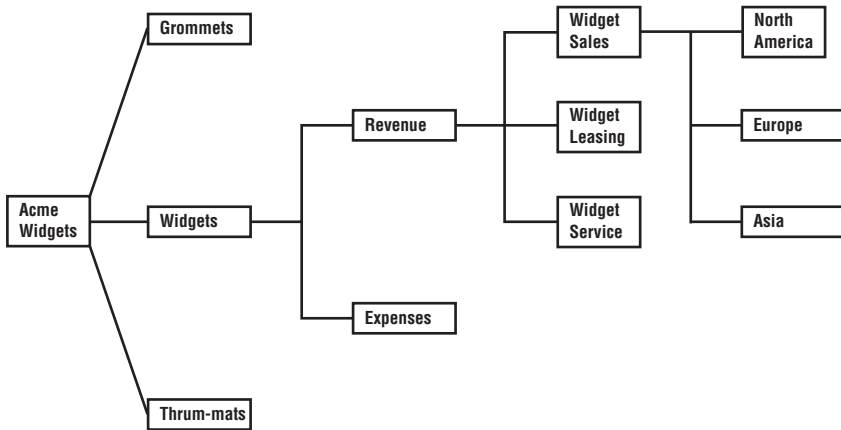 Acme
Widgets
Grommets
Widgets
Thrum-mats
Revenue
Expenses
Widget
Sales
Widget
Leasing
Widget
Service
North
America
Europe
Asia